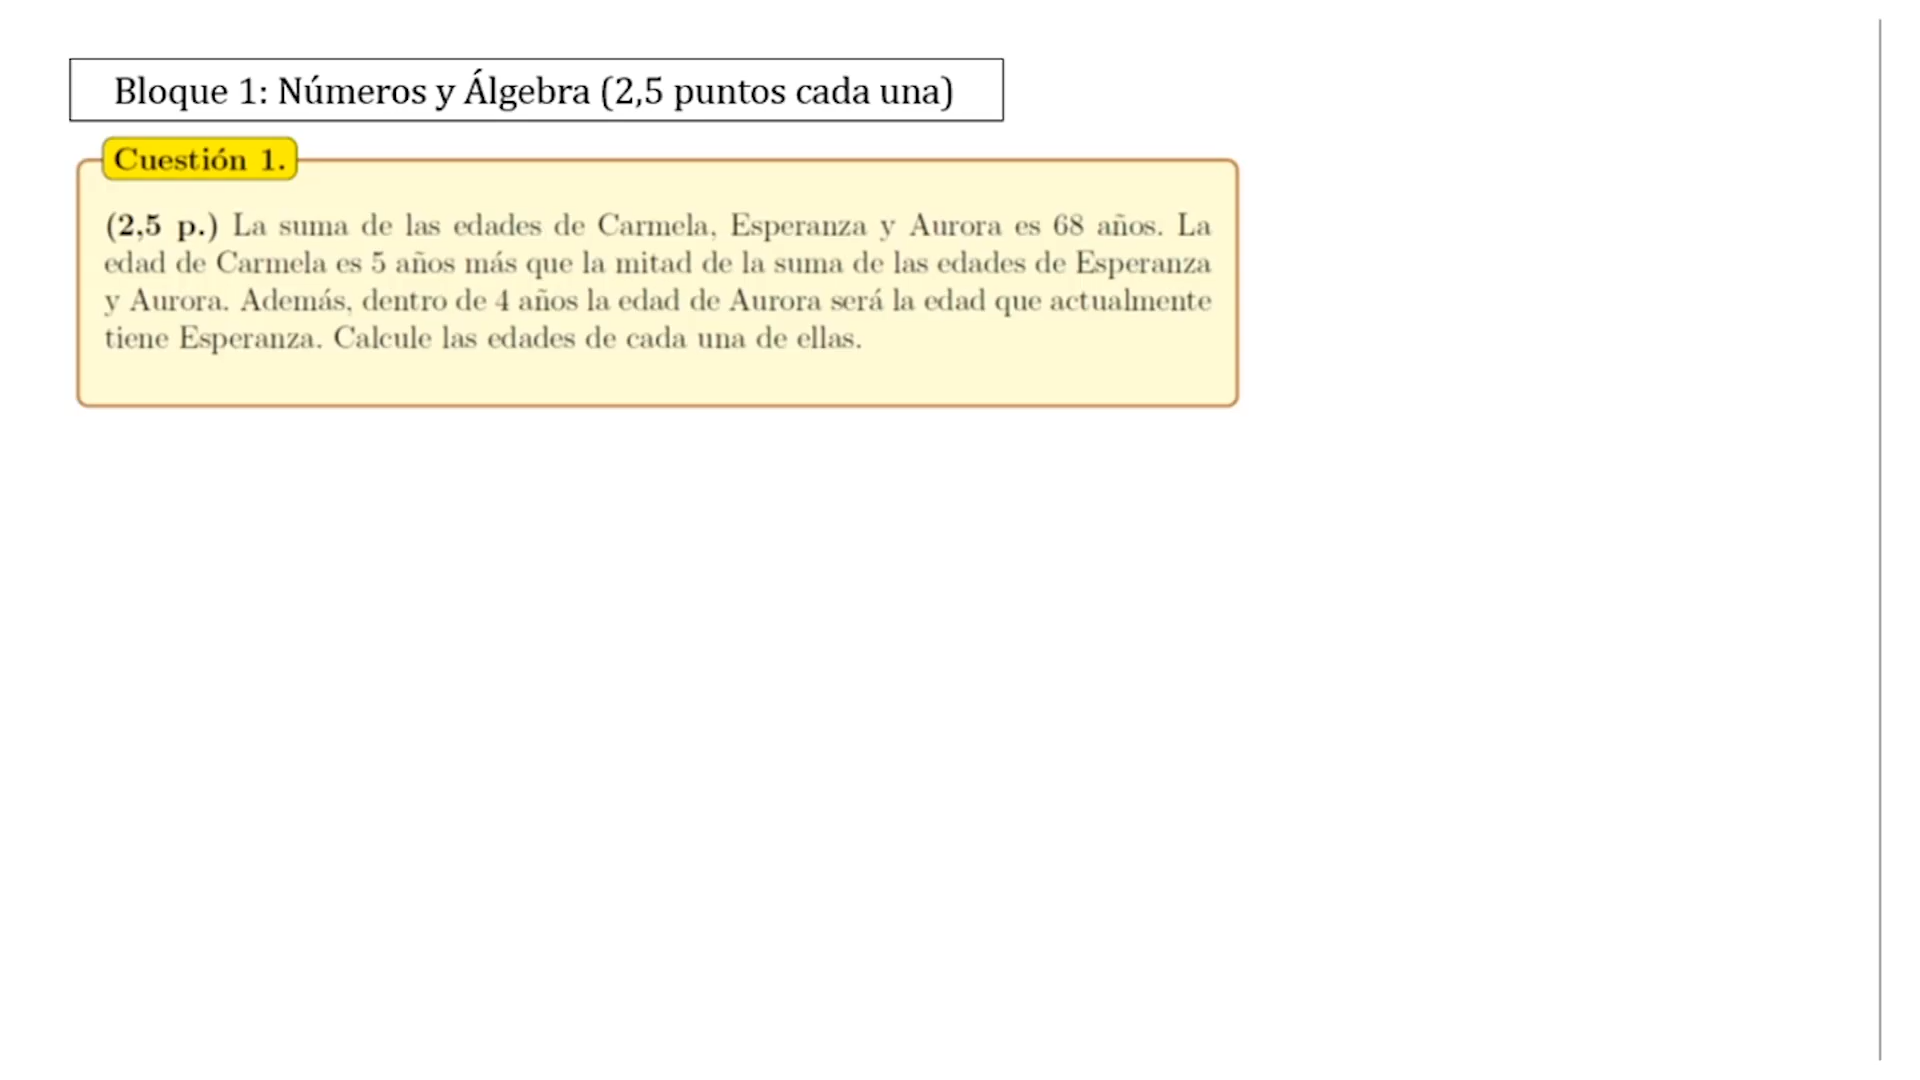 Bloque 1: Números y Álgebra (2,5 puntos cada una)
Cuestión 1.
(2,5 p.) La suma de las edades de Carmela, Esperanza y Aurora es 68 años. La
edad de Carmela es 5 años más que la mitad de la suma de las edades de Esperanza
y Aurora. Además, dentro de 4 años la edad de Aurora será la edad que actualmente
tiene Esperanza. Calcule las edades de cada una de ellas.